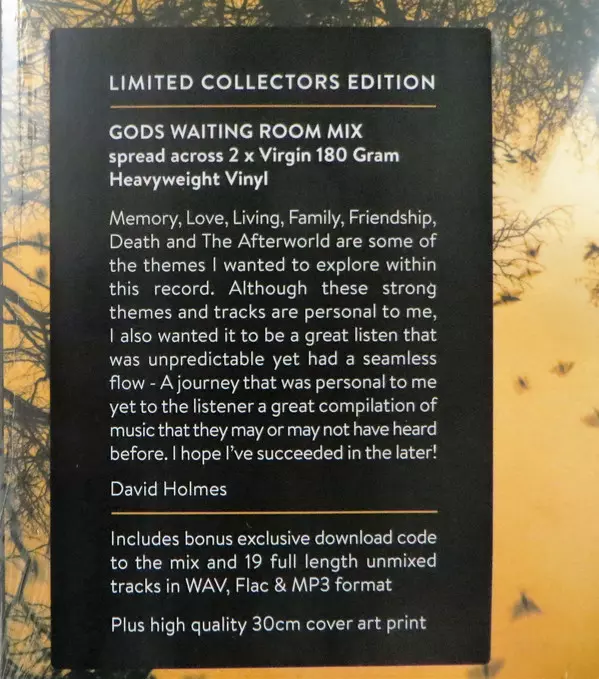 LIMITED COLLECTORS EDITION
GODS WAITING ROOM MIX
spread across 2 x Virgin 180 Gram
Heavyweight Vinyl
Memory, Love, Living, Family, Friendship,
Death and The Afterworld are some of
the themes I wanted to explore within
this record. Although these strong
themes and tracks are personal to me,
I also wanted it to be a great listen that
was unpredictable yet had a seamless
flow - A journey that was personal to me
yet to the listener a great compilation of
music that they may or may not have heard
before. I hope I've succeeded in the later!
David Holmes
Includes bonus exclusive download code
to the mix and 19 full length unmixed
tracks in WAV, Flac & MP3 format
Plus high quality 30cm cover art print